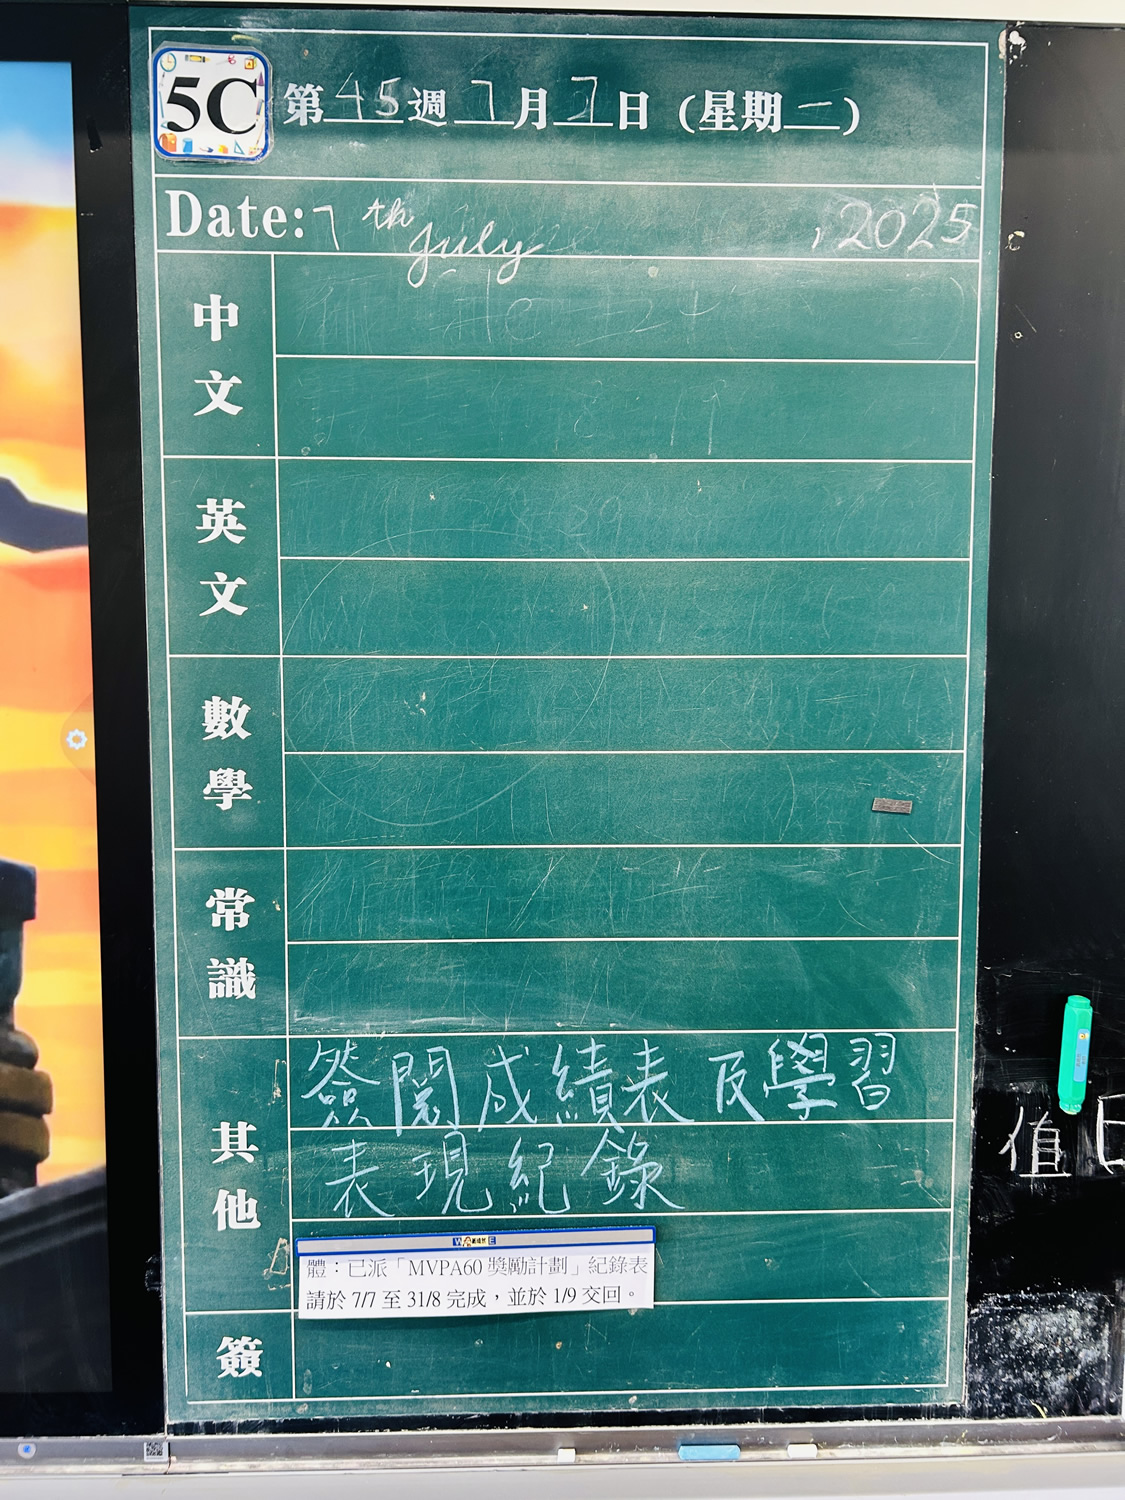 5C 第45週 7月7日 (星期一)
Date: 7th July , 2025
中文
英文
數學
常識
其他
簽閱成績表及學習
表現紀錄
體：已派「MVPA60獎勵計劃」紀錄表
請於 7/7 至 31/8 完成，並於 1/9 交回。
簽
值日